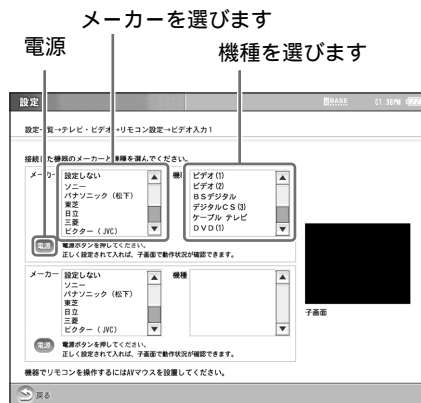 メーカーを選びます
電源
機種を選びます
設定
BASE
01:38PM
設定一覧→テレビ・ビデオ→リモコン設定→ビデオ入力1
接続した機器のメーカーと機種を選んでください。
メーカー
設定しない
ソニー
パナソニック（松下）
東芝
日立
三菱
ビクター（JVC）
機種
ビデオ(1)
ビデオ(2)
BSデジタル
デジタルCS(3)
ケーブル テレビ
DVD(1)
電源
電源ボタンを押してください。
正しく設定されて入れば、子画面で動作状況が確認できます。
メーカー
設定しない
ソニー
パナソニック（松下）
東芝
日立
三菱
ビクター（JVC）
機種
子画面
電源
電源ボタンを押してください。
正しく設定されて入れば、子画面で動作状況が確認できます。
機器でリモコンを操作するにはAVマウスを設置してください。
戻る